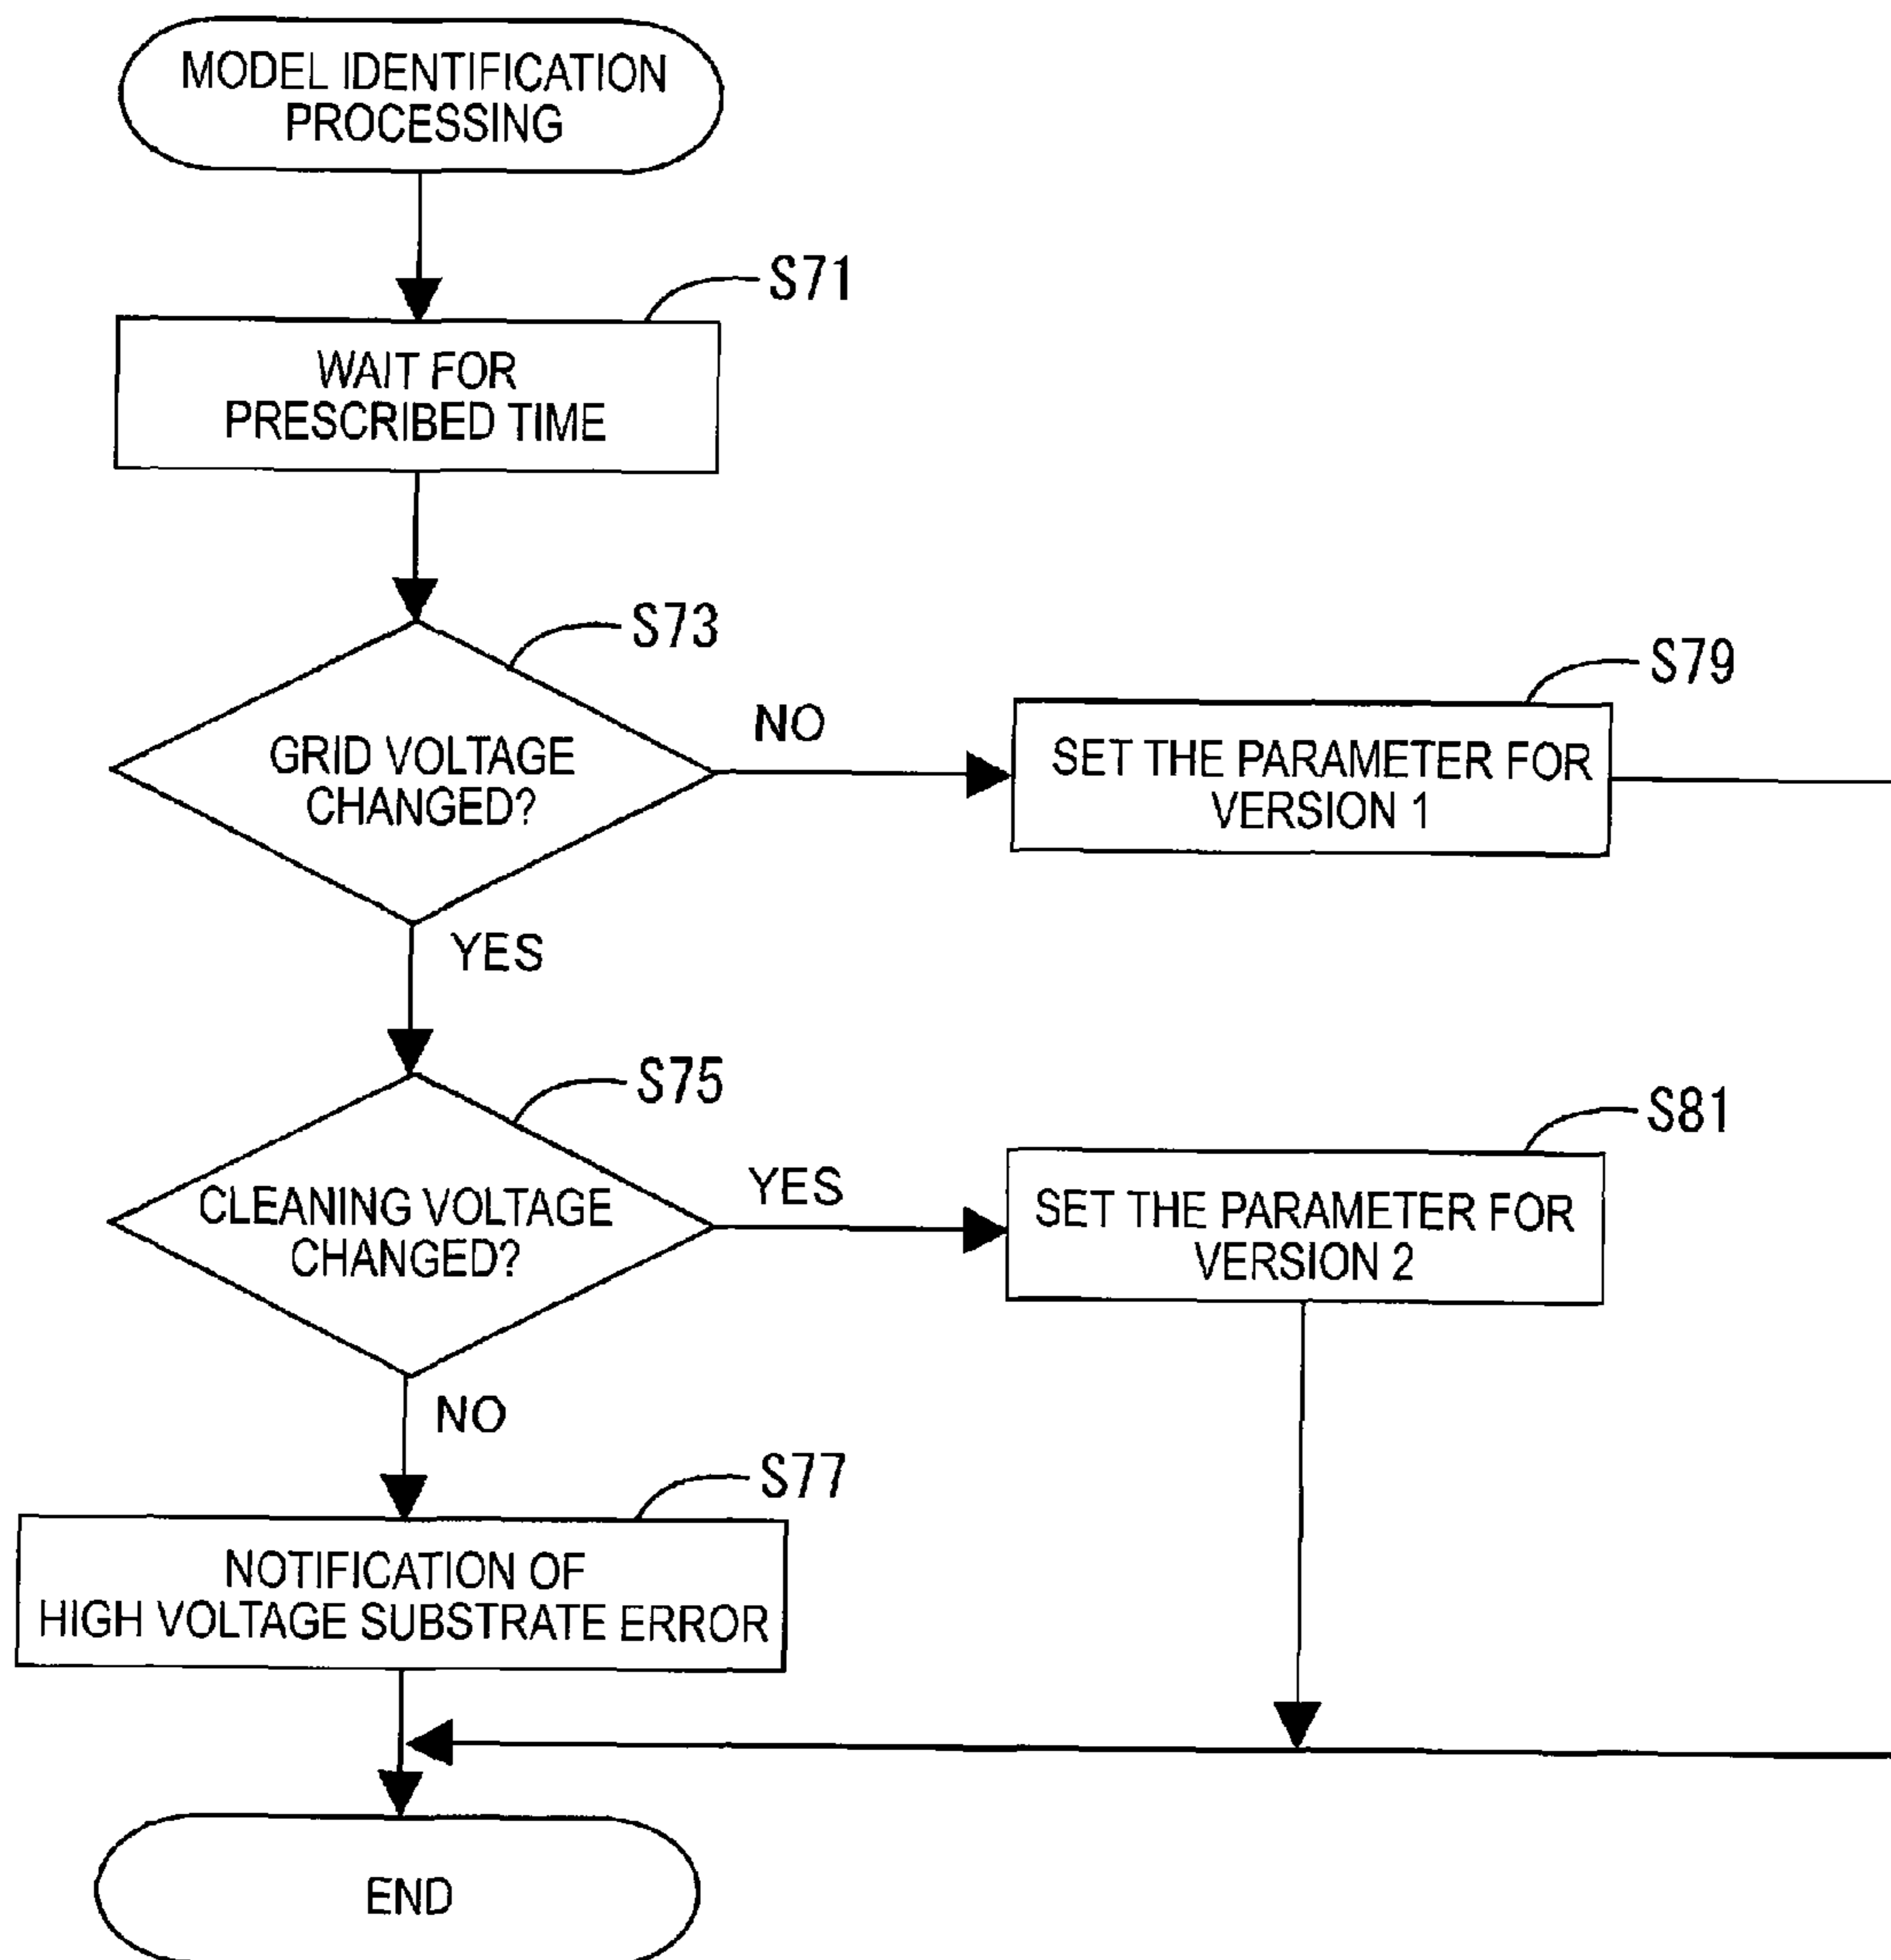 MODEL IDENTIFICATION
PROCESSING
S71
WAIT FOR
PRESCRIBED TIME
S73
GRID VOLTAGE
CHANGED?
NO
S79
SET THE PARAMETER FOR
VERSION 1
YES
S75
CLEANING VOLTAGE
CHANGED?
YES
S81
SET THE PARAMETER FOR
VERSION 2
NO
S77
NOTIFICATION OF
HIGH VOLTAGE SUBSTRATE ERROR
END